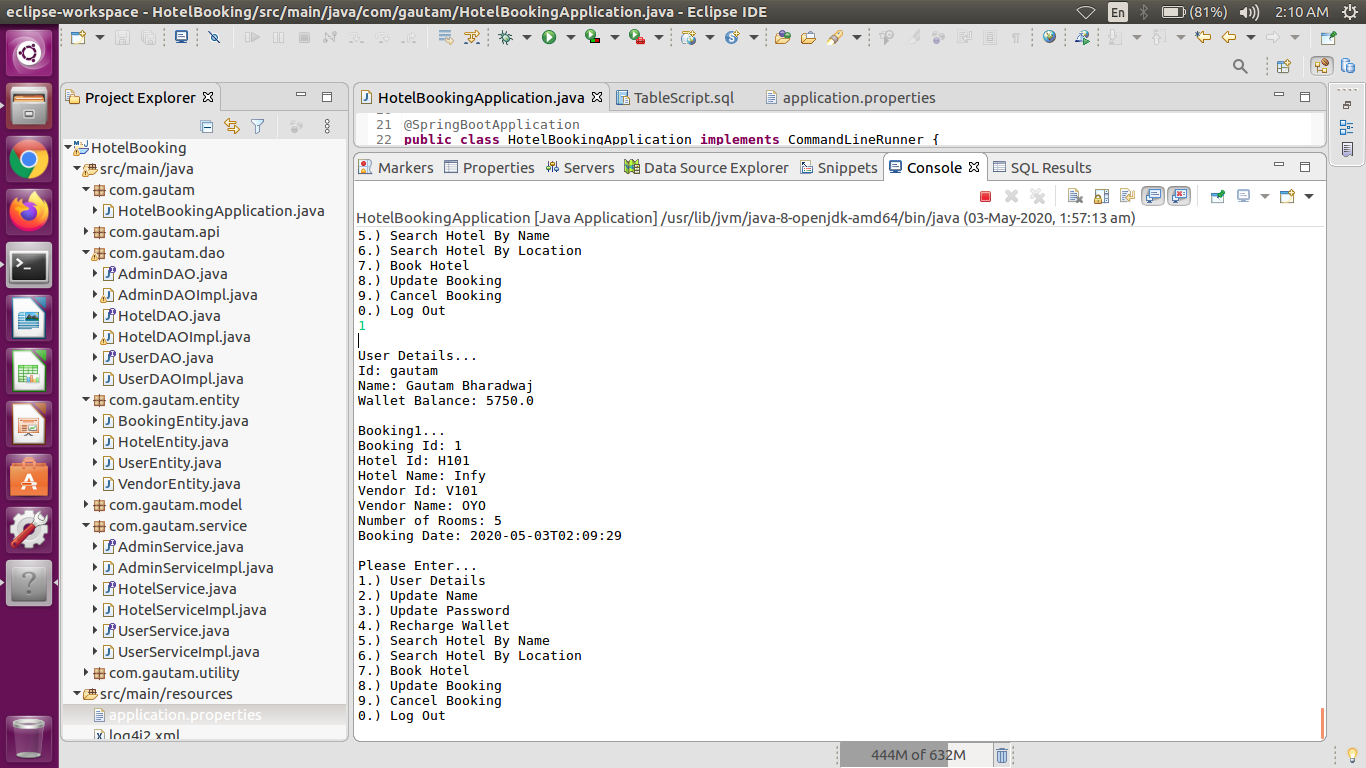 eclipse-workspace - HotelBooking/src/main/java/com/gautam/HotelBookingApplication.java - Eclipse IDE
En
(81%)
2:10 AM
Project Explorer
HotelBooking
src/main/java
com.gautam
HotelBookingApplication.java
com.gautam.api
com.gautam.dao
AdminDAO.java
AdminDAOImpl.java
HotelDAO.java
HotelDAOImpl.java
UserDAO.java
UserDAOImpl.java
com.gautam.entity
BookingEntity.java
HotelEntity.java
UserEntity.java
VendorEntity.java
com.gautam.model
com.gautam.service
AdminService.java
AdminServiceImpl.java
HotelService.java
HotelServiceImpl.java
UserService.java
UserServiceImpl.java
com.gautam.utility
src/main/resources
application.properties
log4j2.xml
HotelBookingApplication.java
TableScript.sql
application.properties
21 @SpringBootApplication
22 public class HotelBookingApplication implements CommandLineRunner {
Markers
Properties
Servers
Data Source Explorer
Snippets
Console
SQL Results
HotelBookingApplication [Java Application] /usr/lib/jvm/java-8-openjdk-amd64/bin/java (03-May-2020, 1:57:13 am)
5.) Search Hotel By Name
6.) Search Hotel By Location
7.) Book Hotel
8.) Update Booking
9.) Cancel Booking
0.) Log Out
1
User Details...
Id: gautam
Name: Gautam Bharadwaj
Wallet Balance: 5750.0
Booking1...
Booking Id: 1
Hotel Id: H101
Hotel Name: Infy
Vendor Id: V101
Vendor Name: OYO
Number of Rooms: 5
Booking Date: 2020-05-03T02:09:29
Please Enter...
1.) User Details
2.) Update Name
3.) Update Password
4.) Recharge Wallet
5.) Search Hotel By Name
6.) Search Hotel By Location
7.) Book Hotel
8.) Update Booking
9.) Cancel Booking
0.) Log Out
444M of 632M